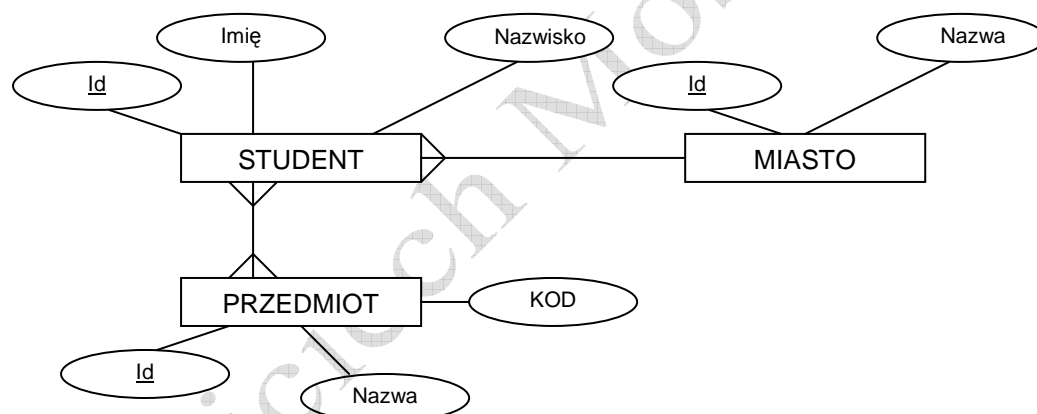 Imię
Nazwisko
Nazwa
Id
Id
STUDENT
MIASTO
PRZEDMIOT
KOD
Id
Nazwa